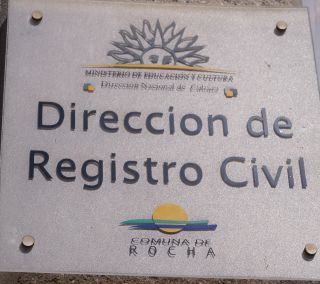 MINISTERIO DE EDUCACION Y CULTURA
Direccion Nacional de Cultura
Direccion de
Registro Civil
COMUNA DE
ROCHA